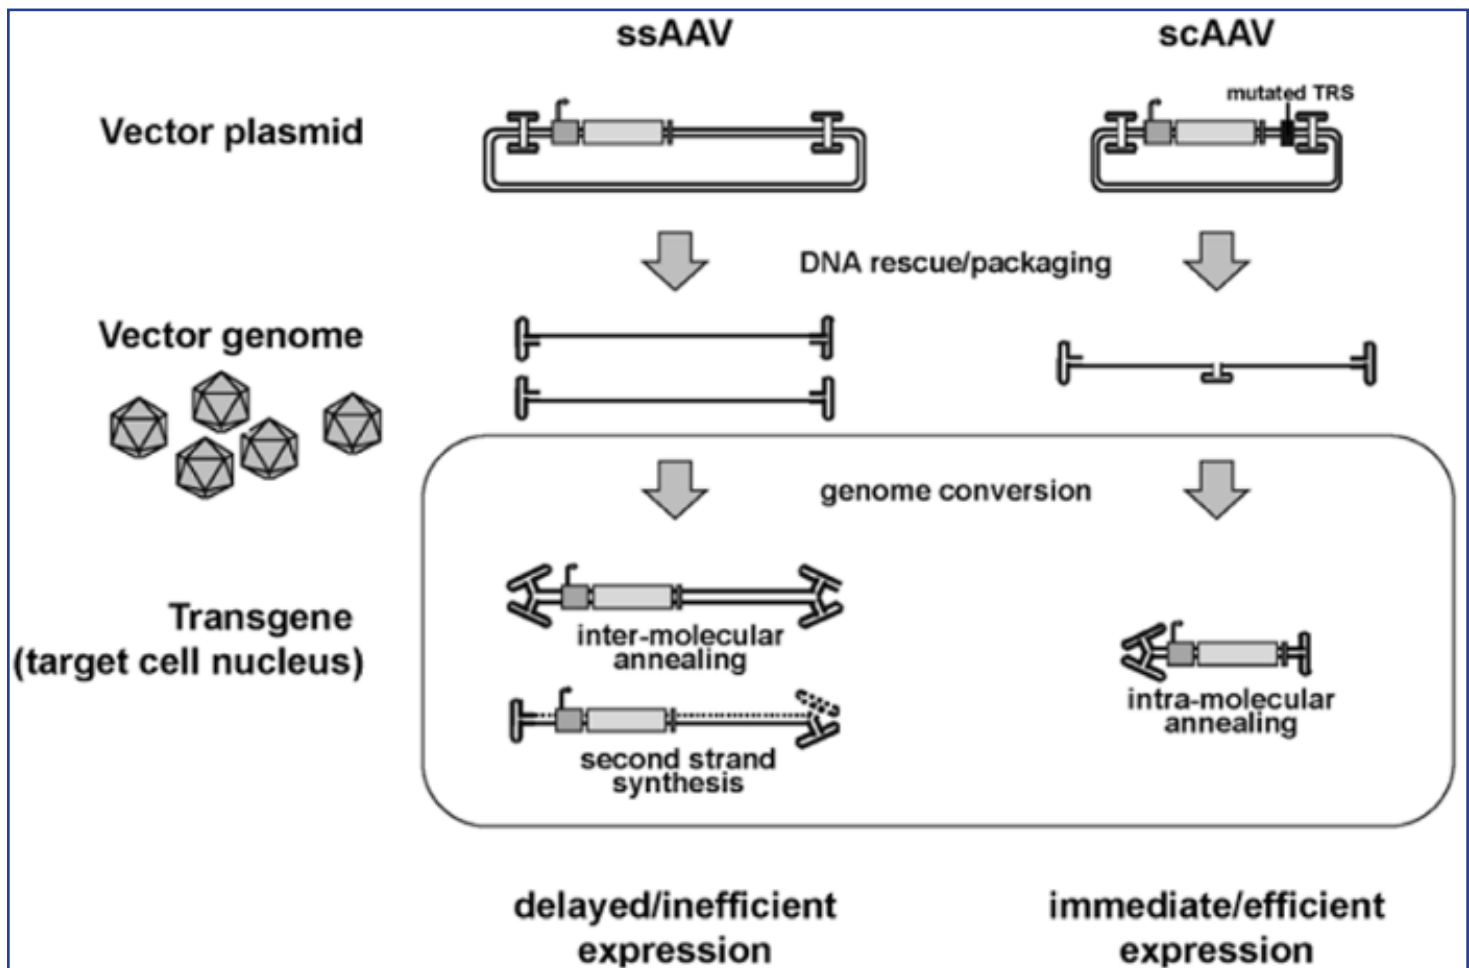 ssAAV
scAAV
mutated TRS
Vector plasmid
DNA rescue/packaging
Vector genome
genome conversion
Transgene
(target cell nucleus)
inter-molecular
annealing
second strand
synthesis
intra-molecular
annealing
delayed/inefficient
expression
immediate/efficient
expression